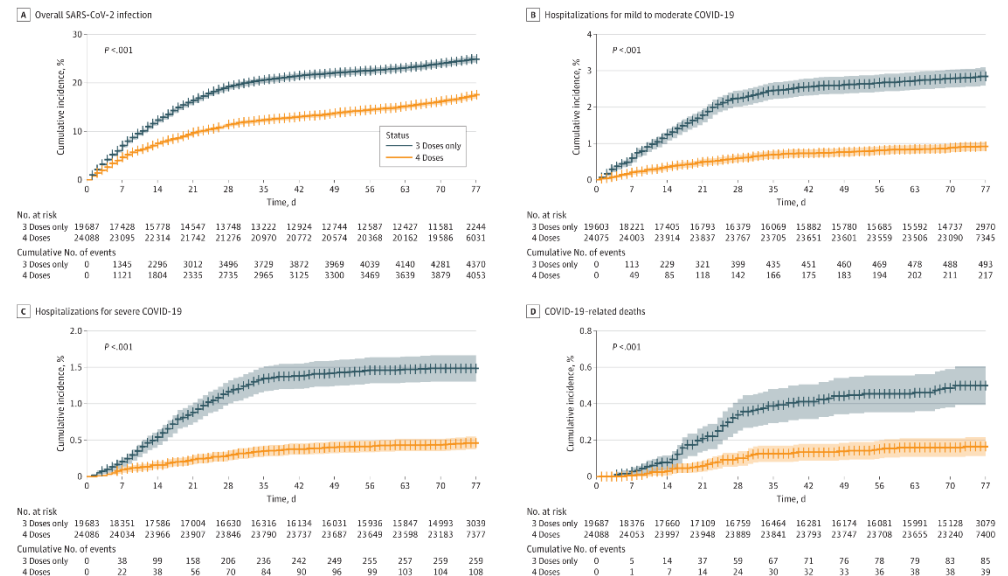 A Overall SARS-CoV-2 infection
30
20
10
0
Cumulative incidence, %
P <.001
Status
3 Doses only
4 Doses
0 7 14 21 28 35 42 49 56 63 70 77
Time, d
No. at risk
3 Doses only 19687 17428 15778 14547 13748 13222 12924 12744 12587 12427 11581 2244
4 Doses 24088 23095 22314 21742 21276 20970 20772 20574 20368 20162 19586 6031
Cumulative No. of events
3 Doses only 0 1345 2296 3012 3496 3729 3872 3969 4039 4140 4281 4370
4 Doses 0 1121 1804 2335 2735 2965 3125 3300 3469 3639 3879 4053
B Hospitalizations for mild to moderate COVID-19
4
3
2
1
0
Cumulative incidence, %
P <.001
0 7 14 21 28 35 42 49 56 63 70 77
Time, d
No. at risk
3 Doses only 19603 18221 17405 16793 16379 16069 15882 15780 15685 15592 14737 2970
4 Doses 24075 24003 23914 23837 23767 23705 23651 23601 23559 23506 23090 7345
Cumulative No. of events
3 Doses only 0 113 229 321 399 435 451 460 469 478 488 493
4 Doses 0 49 85 118 142 166 175 183 194 202 211 217
C Hospitalizations for severe COVID-19
2.0
1.5
1.0
0.5
0
Cumulative incidence, %
P <.001
0 7 14 21 28 35 42 49 56 63 70 77
Time, d
No. at risk
3 Doses only 19683 18351 17586 17004 16630 16316 16134 16031 15936 15847 14993 3039
4 Doses 24086 24034 23966 23907 23846 23790 23737 23687 23649 23598 23183 7377
Cumulative No. of events
3 Doses only 0 38 99 158 206 236 242 249 255 257 259 259
4 Doses 0 22 38 56 70 84 90 96 99 103 104 108
D COVID-19-related deaths
0.8
0.6
0.4
0.2
0
Cumulative incidence, %
P <.001
0 7 14 21 28 35 42 49 56 63 70 77
Time, d
No. at risk
3 Doses only 19687 18376 17660 17109 16759 16464 16281 16174 16081 15991 15128 3079
4 Doses 24088 24053 23997 23948 23889 23841 23793 23747 23708 23655 23240 7400
Cumulative No. of events
3 Doses only 0 5 14 37 59 67 71 76 78 79 83 85
4 Doses 0 1 7 14 24 30 32 33 36 38 38 39